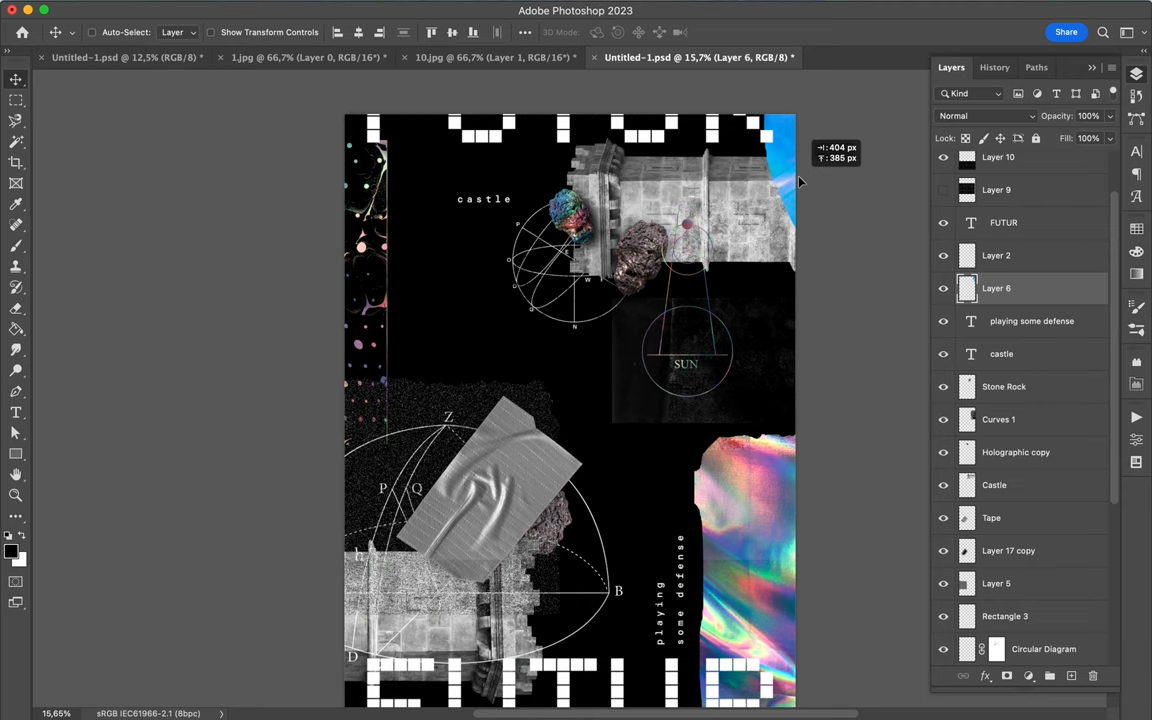 Adobe Photoshop 2023
Auto-Select: Layer Show Transform Controls 3D Mode: Share
Untitled-1.psd @ 12,5% (RGB/8) *
1.jpg @ 66,7% (Layer 0, RGB/16*) *
10.jpg @ 66,7% (Layer 1, RGB/16*) *
Untitled-1.psd @ 15,7% (Layer 6, RGB/8) *
Layers History Paths
Kind
Normal Opacity: 100%
Lock: Fill: 100%
Layer 10
Layer 9
FUTUR
Layer 2
Layer 6
playing some defense
castle
Stone Rock
Curves 1
Holographic copy
Castle
Tape
Layer 17 copy
Layer 5
Rectangle 3
Circular Diagram
fx
404 px
385 px
castle
P
O
D
Q
N
E
W
SUN
Z
P Q
h
B
D
playing
some defense
15,65% sRGB IEC61966-2.1 (8bpc)